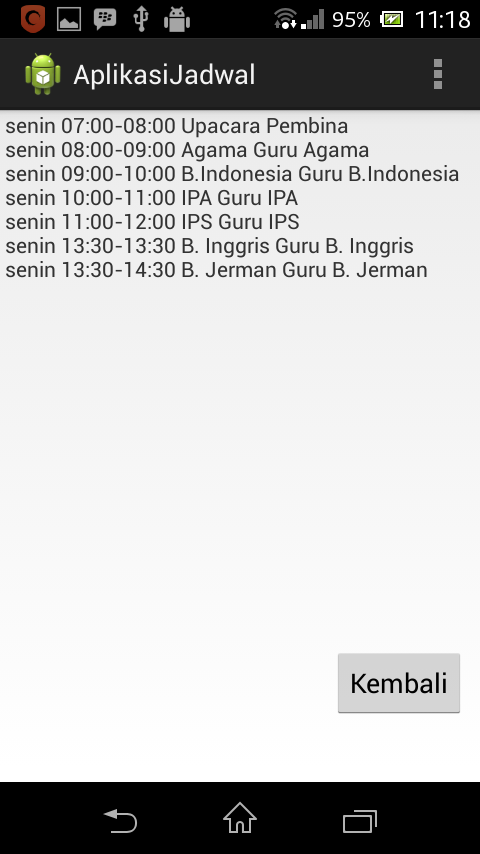 95% 11:18
AplikasiJadwal
senin 07:00-08:00 Upacara Pembina
senin 08:00-09:00 Agama Guru Agama
senin 09:00-10:00 B.Indonesia Guru B.Indonesia
senin 10:00-11:00 IPA Guru IPA
senin 11:00-12:00 IPS Guru IPS
senin 13:30-13:30 B. Inggris Guru B. Inggris
senin 13:30-14:30 B. Jerman Guru B. Jerman
Kembali